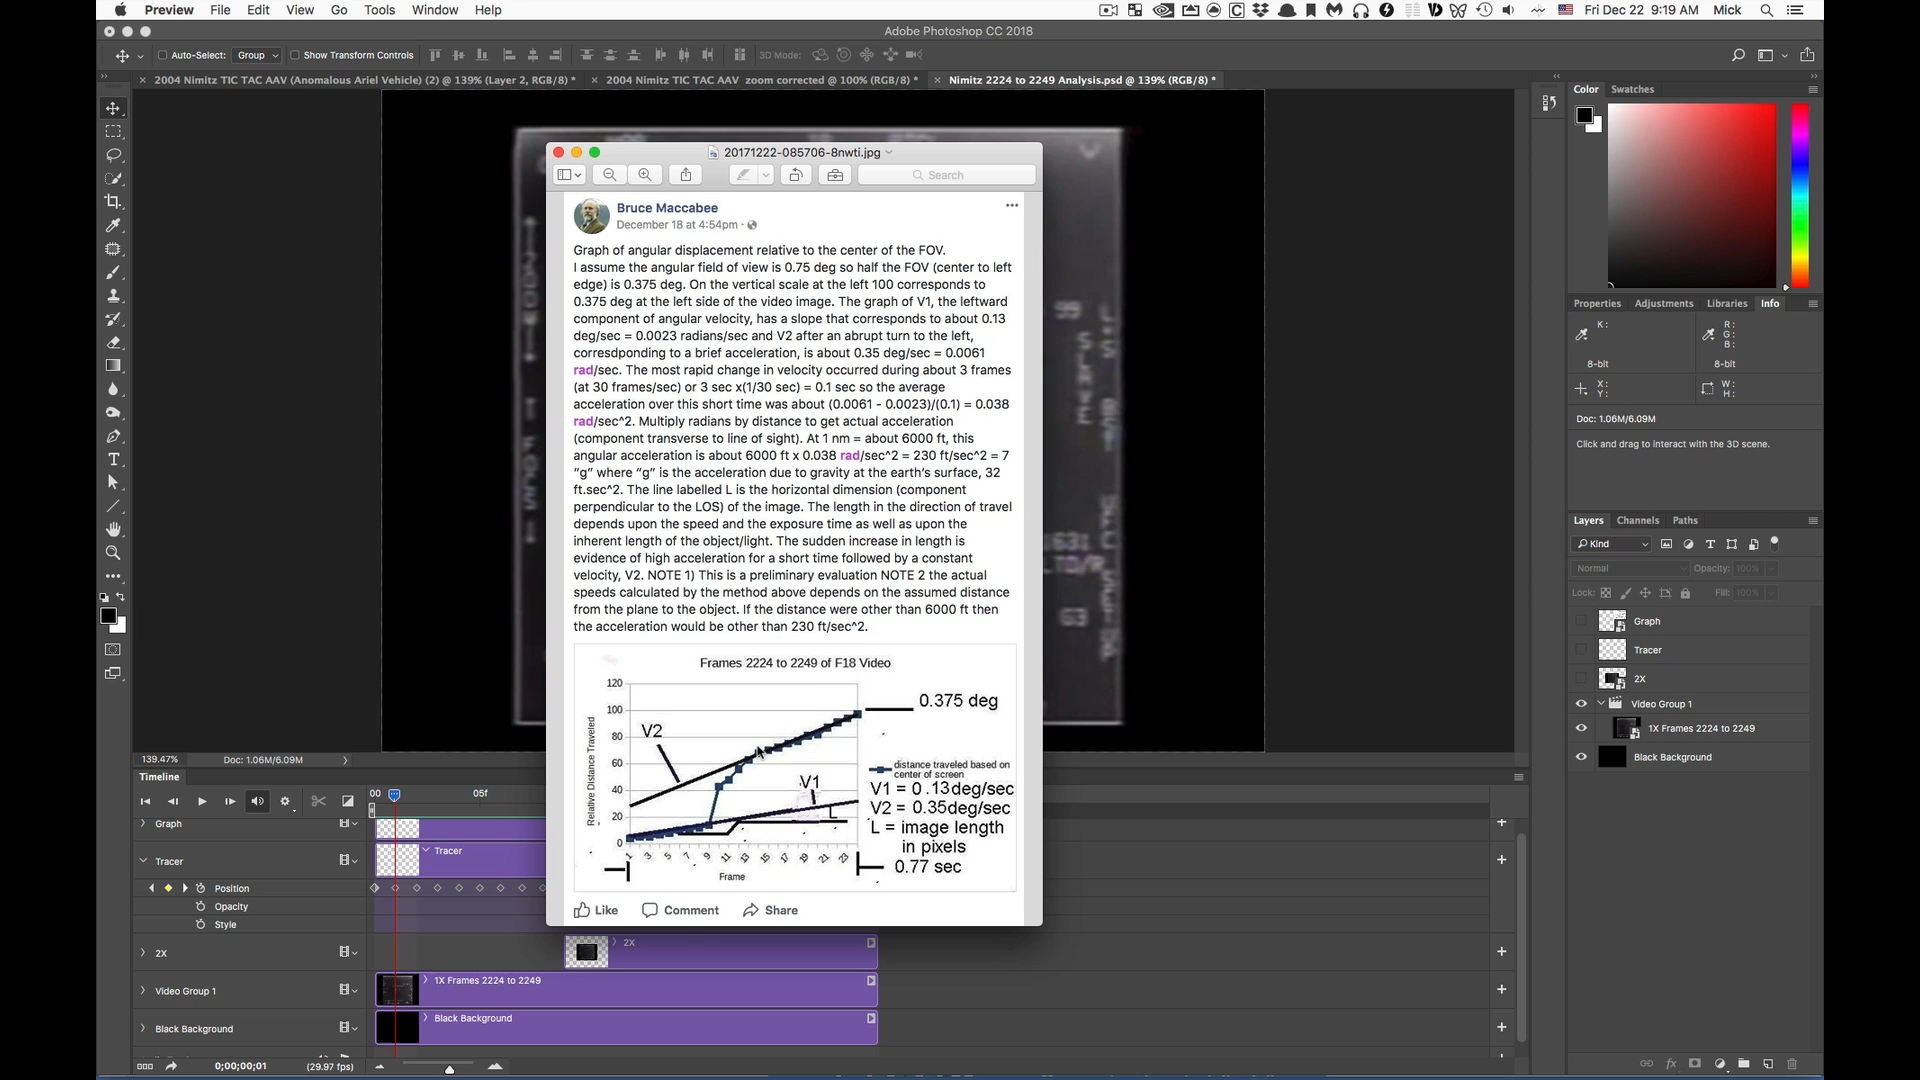 Preview File Edit View Go Tools Window Help
Fri Dec 22 9:19 AM Mick
Adobe Photoshop CC 2018
Auto-Select: Group Show Transform Controls 3D Mode:
2004 Nimitz TIC TAC AAV (Anomalous Ariel Vehicle) (2) @ 139% (Layer 2, RGB/8) *
2004 Nimitz TIC TAC AAV zoom corrected @ 100% (RGB/8) *
Nimitz 2224 to 2249 Analysis.psd @ 139% (RGB/8) *
20171222-085706-8nwti.jpg
Search
Bruce Maccabee
December 18 at 4:54pm ·
Graph of angular displacement relative to the center of the FOV.
I assume the angular field of view is 0.75 deg so half the FOV (center to left
edge) is 0.375 deg. On the vertical scale at the left 100 corresponds to
0.375 deg at the left side of the video image. The graph of V1, the leftward
component of angular velocity, has a slope that corresponds to about 0.13
deg/sec = 0.0023 radians/sec and V2 after an abrupt turn to the left,
corresdponding to a brief acceleration, is about 0.35 deg/sec = 0.0061
rad/sec. The most rapid change in velocity occurred during about 3 frames
(at 30 frames/sec) or 3 sec x(1/30 sec) = 0.1 sec so the average
acceleration over this short time was about (0.0061 - 0.0023)/(0.1) = 0.038
rad/sec^2. Multiply radians by distance to get actual acceleration
(component transverse to line of sight). At 1 nm = about 6000 ft, this
angular acceleration is about 6000 ft x 0.038 rad/sec^2 = 230 ft/sec^2 = 7
"g" where "g" is the acceleration due to gravity at the earth's surface, 32
ft.sec^2. The line labelled L is the horizontal dimension (component
perpendicular to the LOS) of the image. The length in the direction of travel
depends upon the speed and the exposure time as well as upon the
inherent length of the object/light. The sudden increase in length is
evidence of high acceleration for a short time followed by a constant
velocity, V2. NOTE 1) This is a preliminary evaluation NOTE 2 the actual
speeds calculated by the method above depends on the assumed distance
from the plane to the object. If the distance were other than 6000 ft then
the acceleration would be other than 230 ft/sec^2.
Frames 2224 to 2249 of F18 Video
Relative Distance Traveled
120
100
80
60
40
20
0
V2
V1
L
1 3 5 7 9 11 13 15 17 19 21 23
Frame
0.375 deg
distance traveled based on
center of screen
V1 = 0.13deg/sec
V2 = 0.35deg/sec
L = image length
in pixels
0.77 sec
Like Comment Share
99
63
139.47% Doc: 1.06M/6.09M
Timeline
00 05f
Graph
Tracer
Tracer
Position
Opacity
Style
2X
2X
Video Group 1
1X Frames 2224 to 2249
Black Background
Black Background
0;00;00;01 (29.97 fps)
Color Swatches
Properties Adjustments Libraries Info
K:
R:
G:
B:
8-bit
8-bit
X:
Y:
W:
H:
Doc: 1.06M/6.09M
Click and drag to interact with the 3D scene.
Layers Channels Paths
Kind
Normal Opacity: 100%
Lock: Fill: 100%
Graph
Tracer
2X
Video Group 1
1X Frames 2224 to 2249
Black Background
fx